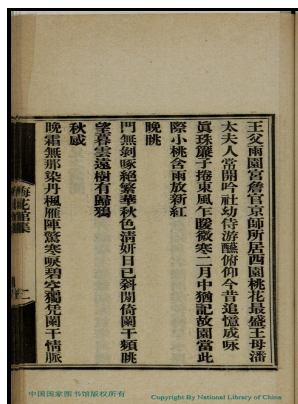 王父雨園宮詹官京師所居西園桃花最盛王母潘
太夫人常開吟社幼侍游醼俯仰今昔追憶成咏
眞珠簾子捲東風乍暖微寒二月中猶記故園當此
際小桃含雨放新紅
晚眺
門無剝啄絕繁華秋色淸姸日已斜閒倚闌干頻眺
望暮雲遠樹有歸鴉
秋感
晚霜無那染丹楓雁陣驚寒唳碧空獨凭闌干情脈
中国国家图书馆版权所有
Copyright By National Library of China